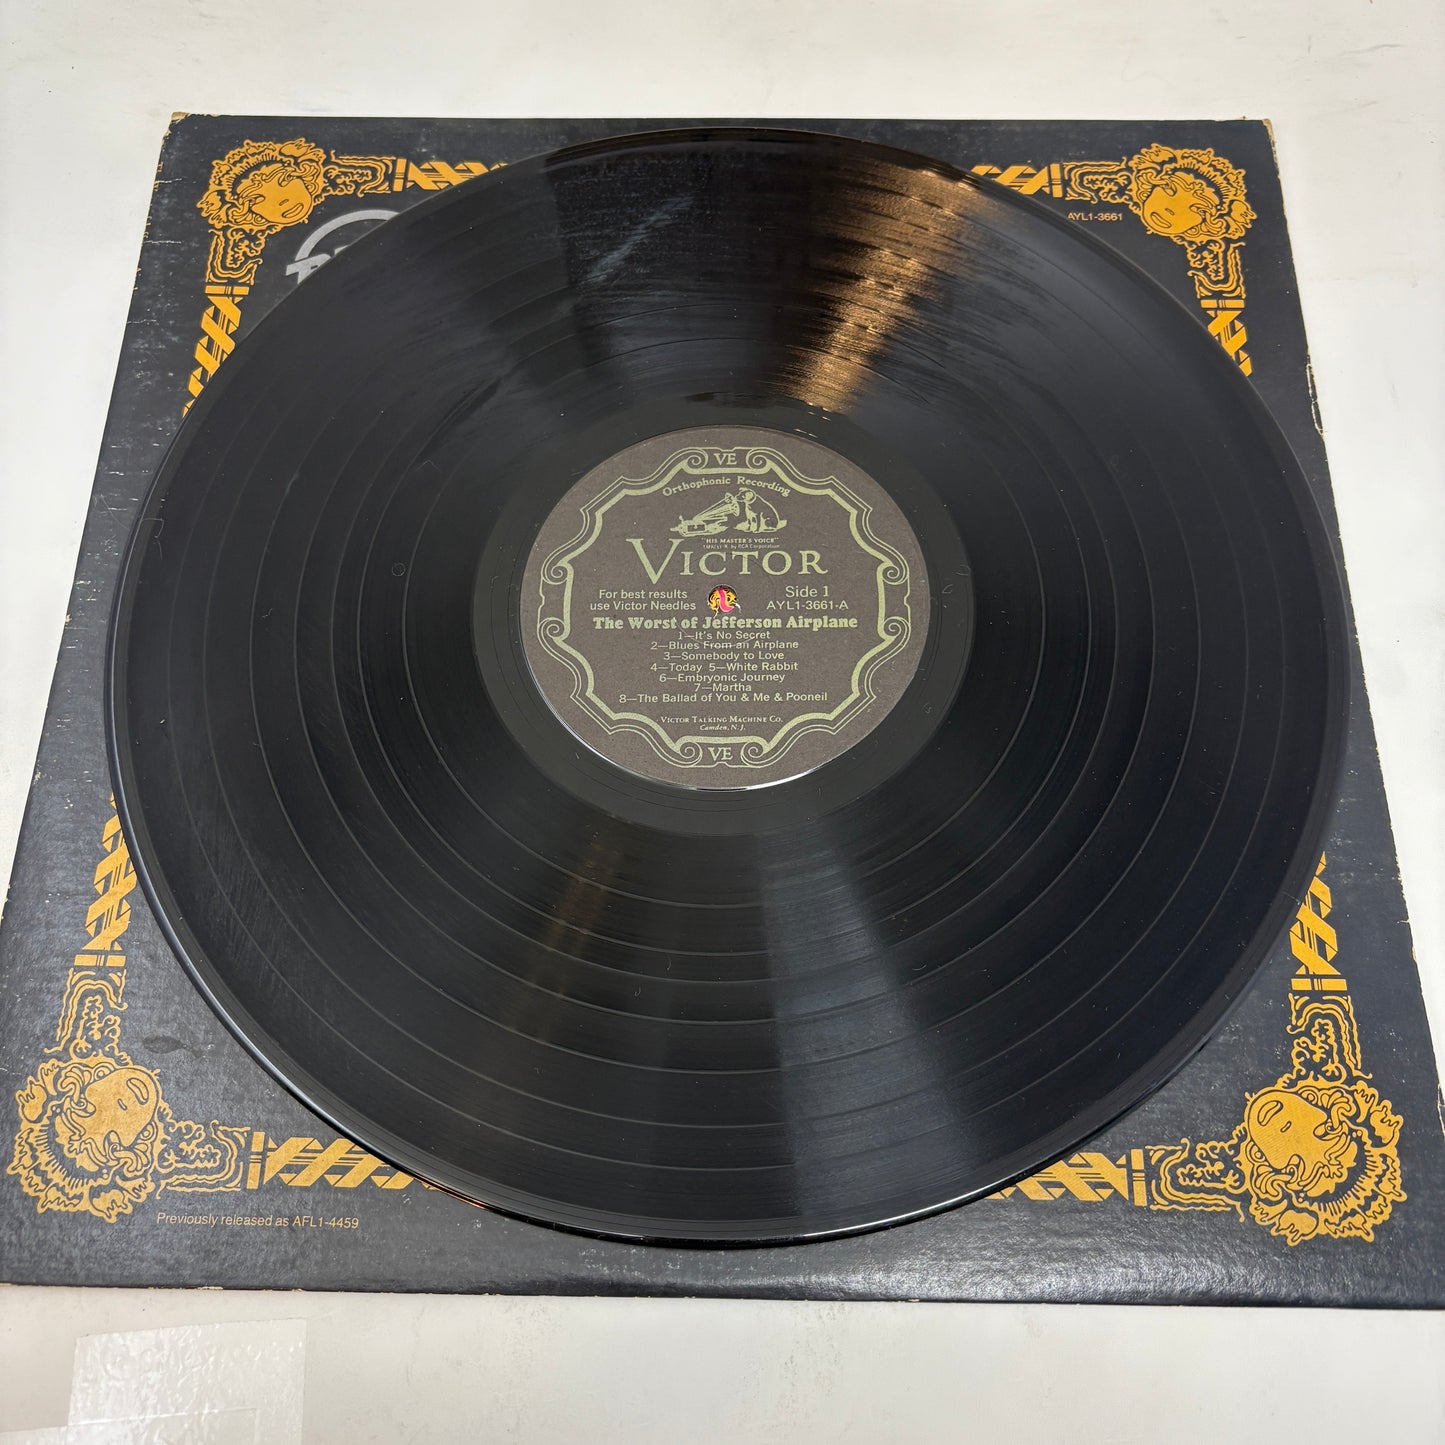 AYL1-3661
VE
Orthophonic Recording
"HIS MASTER'S VOICE"
VICTOR
For best results
use Victor Needles
Side 1
AYL1-3661-A
The Worst of Jefferson Airplane
1—It's No Secret
2—Blues From an Airplane
3—Somebody to Love
4—Today 5—White Rabbit
6—Embryonic Journey
7—Martha
8—The Ballad of You & Me & Pooneil
VICTOR TALKING MACHINE CO.
Camden, N.J.
VE
Previously released as AFL1-4459